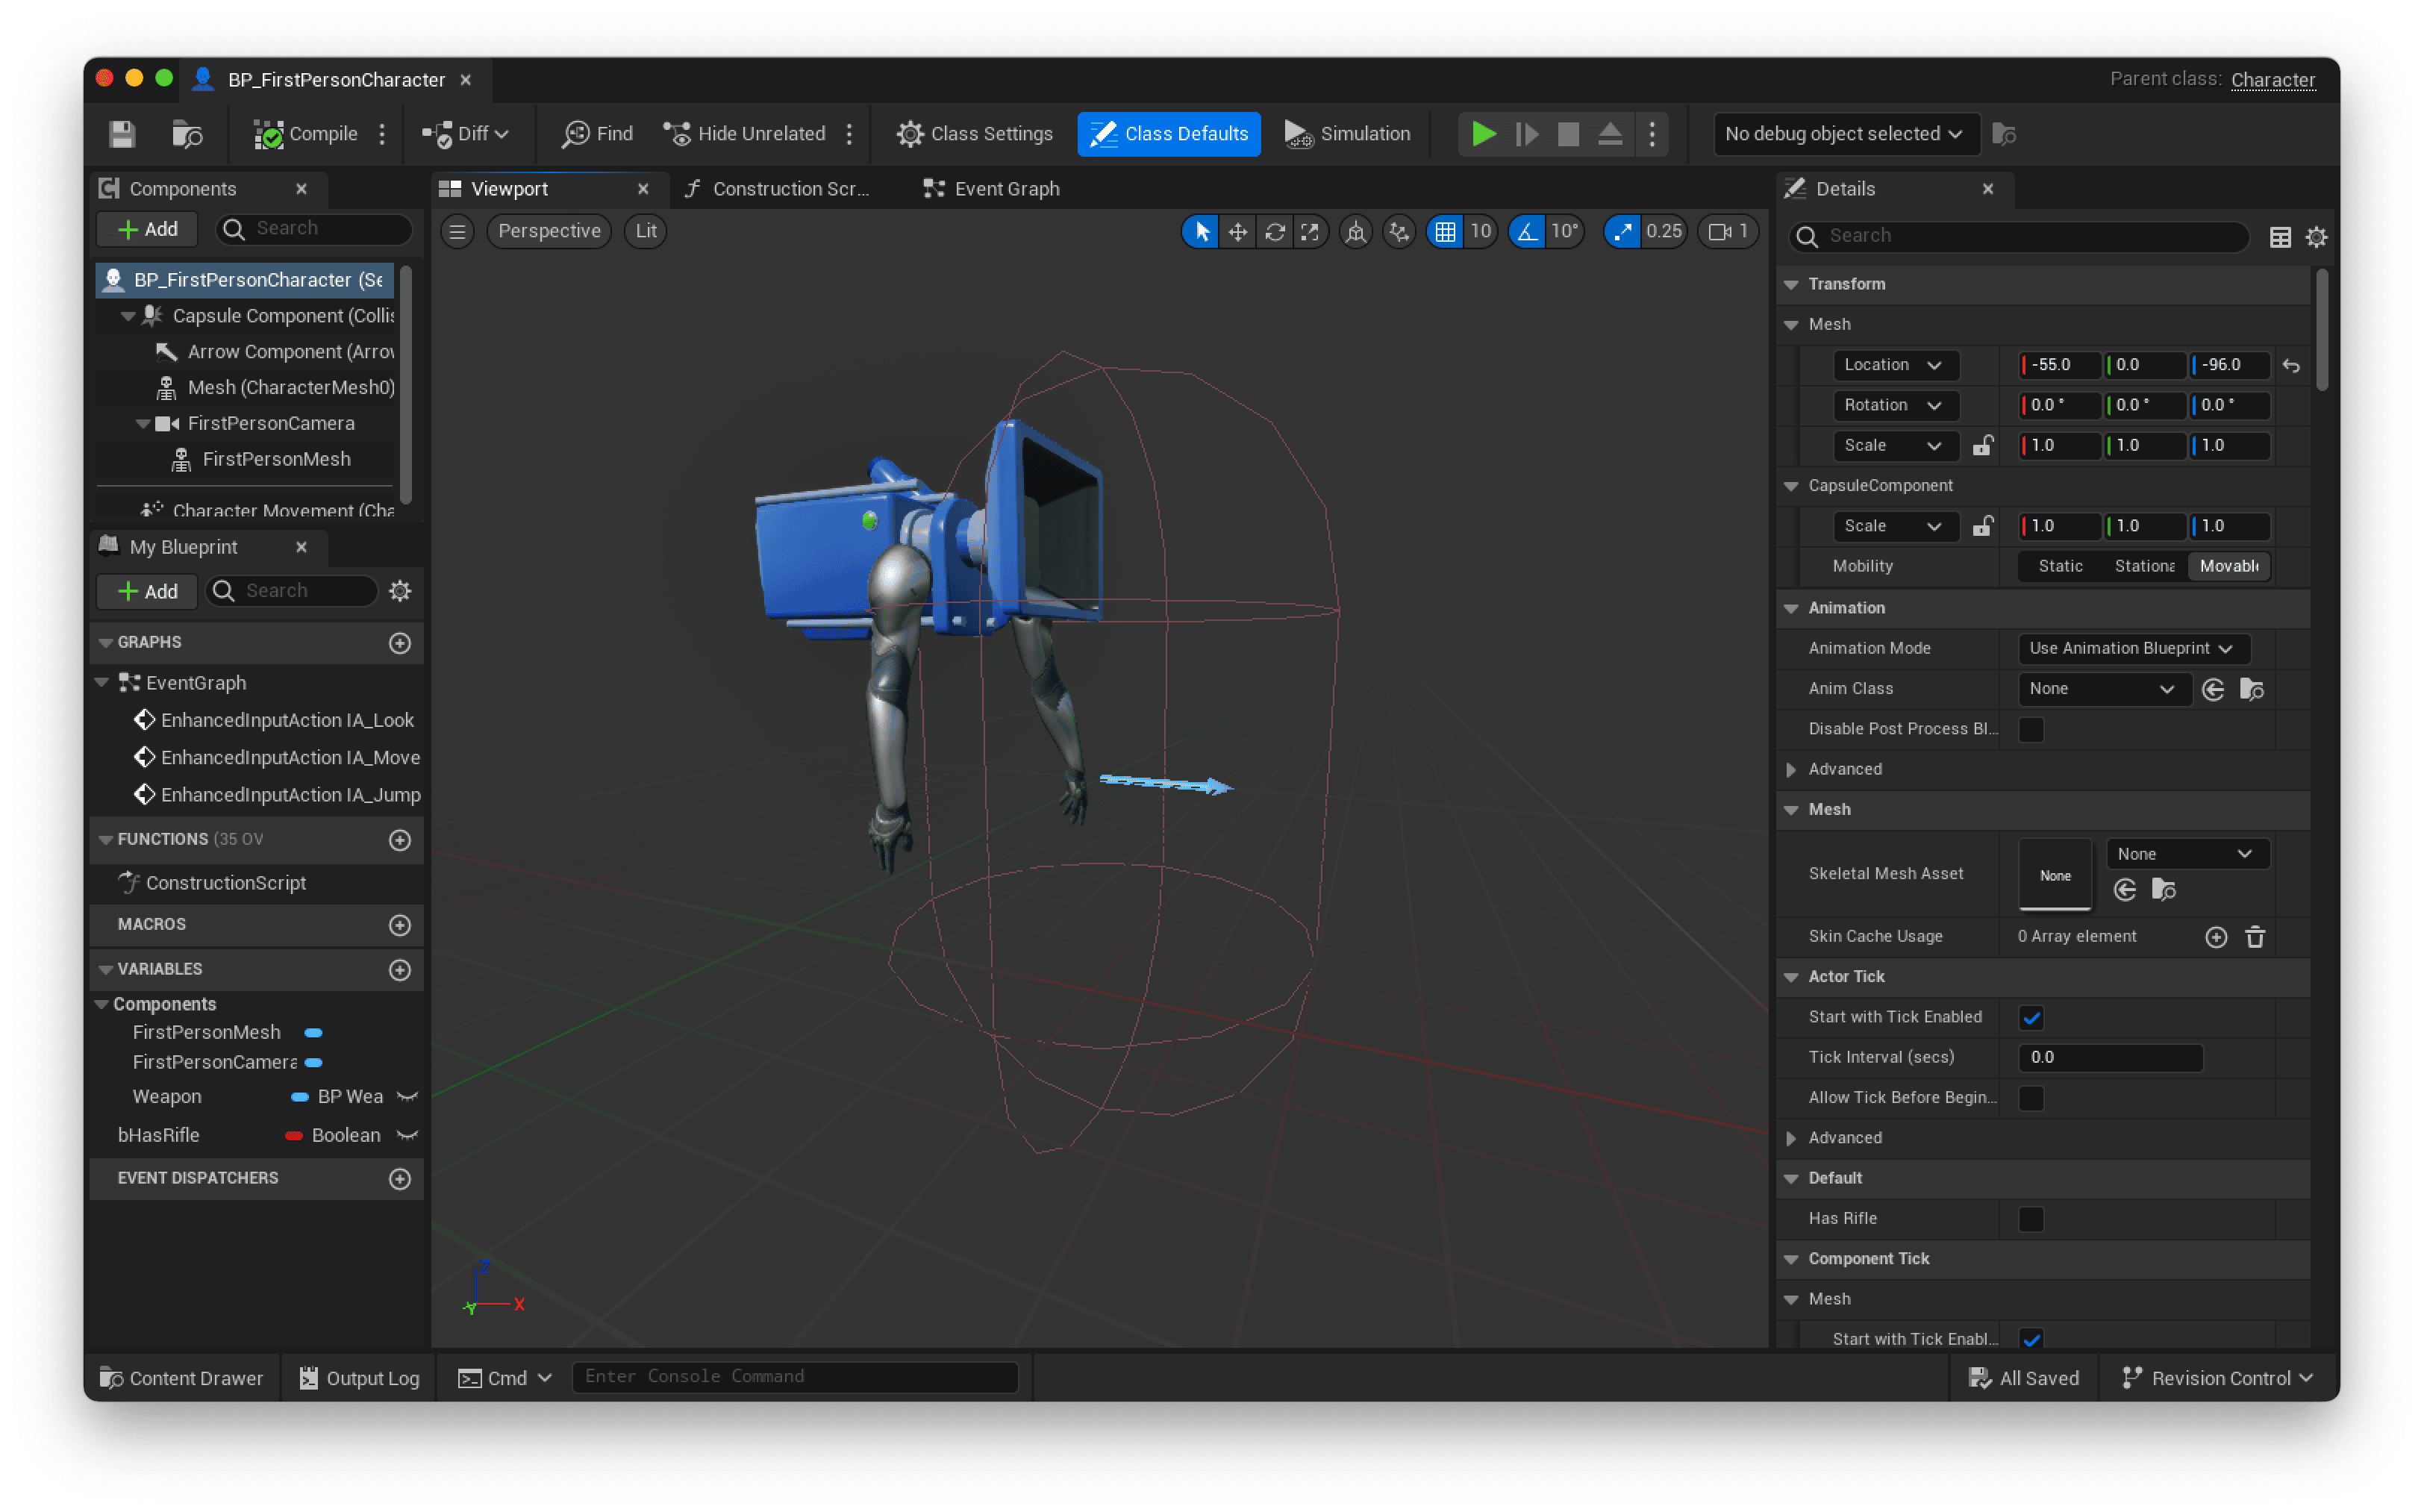 BP_FirstPersonCharacter
Parent class: Character
Compile
Diff
Find
Hide Unrelated
Class Settings
Class Defaults
Simulation
No debug object selected
Components
Add
Search
BP_FirstPersonCharacter (Se
Capsule Component (Collis
Arrow Component (Arrow
Mesh (CharacterMesh0)
FirstPersonCamera
FirstPersonMesh
Character Movement (Cha
My Blueprint
Add
Search
GRAPHS
EventGraph
EnhancedInputAction IA_Look
EnhancedInputAction IA_Move
EnhancedInputAction IA_Jump
FUNCTIONS (35 OV
ConstructionScript
MACROS
VARIABLES
Components
FirstPersonMesh
FirstPersonCamera
Weapon BP Wea
bHasRifle Boolean
EVENT DISPATCHERS
Viewport
Construction Scr...
Event Graph
Perspective
Lit
10
10°
0.25
1
Z
Y
X
Details
Search
Transform
Mesh
Location -55.0 0.0 -96.0
Rotation 0.0 ° 0.0 ° 0.0 °
Scale 1.0 1.0 1.0
CapsuleComponent
Scale 1.0 1.0 1.0
Mobility Static Stationa Movable
Animation
Animation Mode Use Animation Blueprint
Anim Class None
Disable Post Process Bl...
Advanced
Mesh
Skeletal Mesh Asset None None
Skin Cache Usage 0 Array element
Actor Tick
Start with Tick Enabled
Tick Interval (secs) 0.0
Allow Tick Before Begin...
Advanced
Default
Has Rifle
Component Tick
Mesh
Start with Tick Enabl...
Content Drawer
Output Log
Cmd
Enter Console Command
All Saved
Revision Control